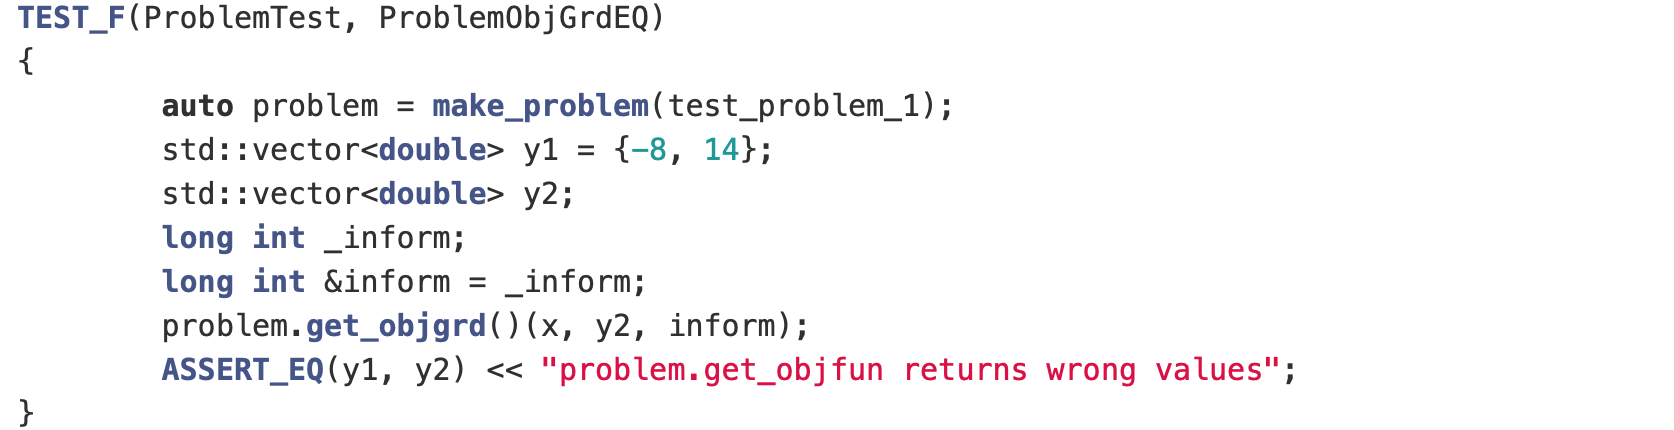 TEST_F(ProblemTest, ProblemObjGrdEQ)
{
        auto problem = make_problem(test_problem_1);
        std::vector<double> y1 = {-8, 14};
        std::vector<double> y2;
        long int _inform;
        long int &inform = _inform;
        problem.get_objgrd()(x, y2, inform);
        ASSERT_EQ(y1, y2) << "problem.get_objfun returns wrong values";
}